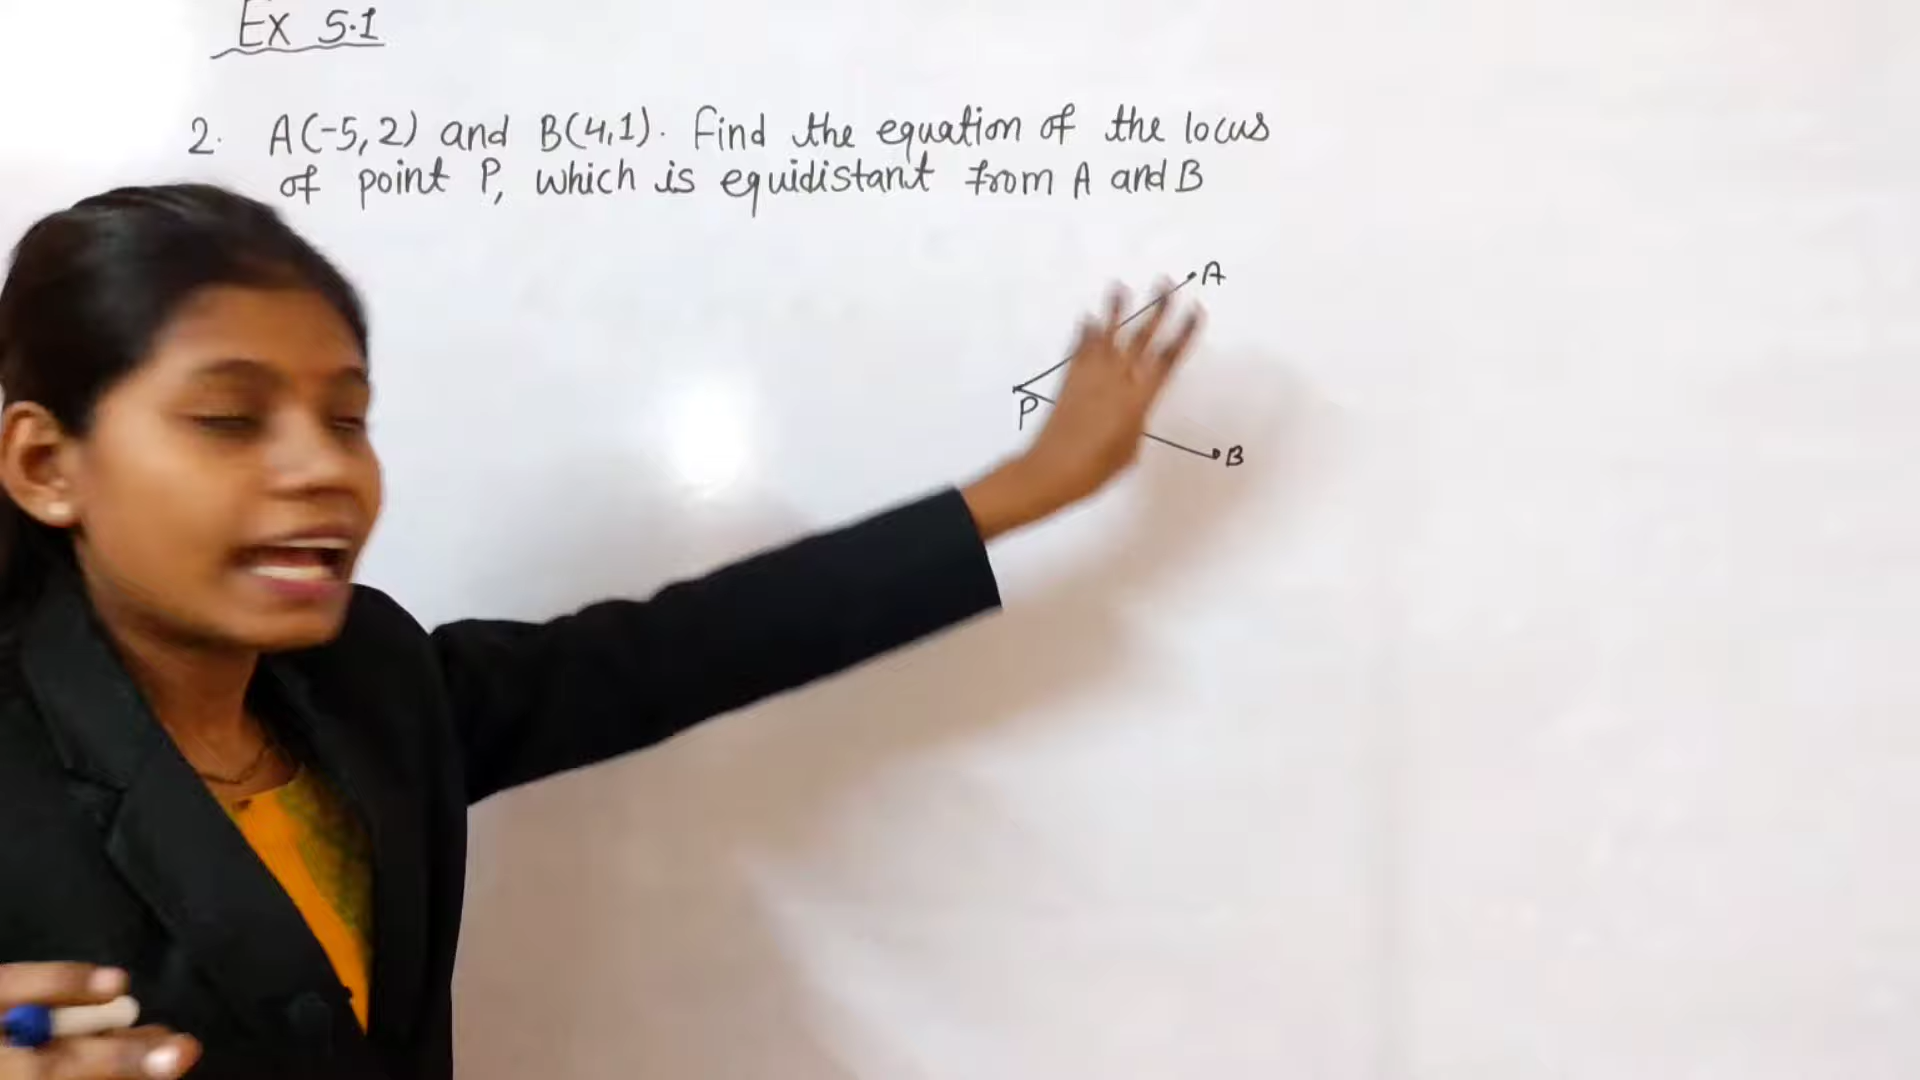 Ex 5.1
2. A(-5,2) and B(4,1). Find the equation of the locus
of point P, which is equidistant from A and B
A
P
B